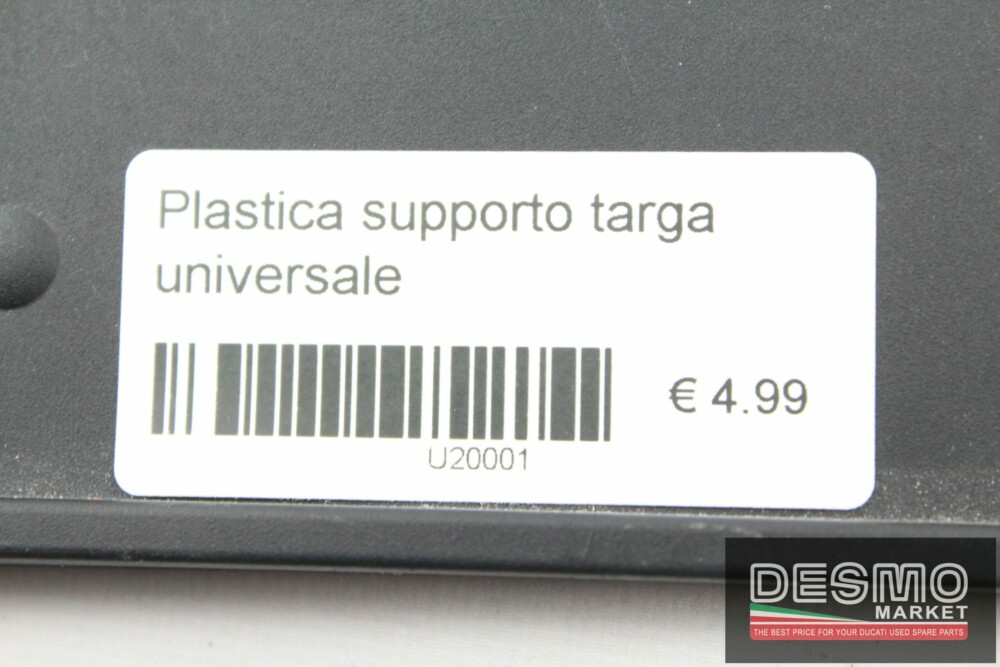 Plastica supporto targa
universale
€ 4.99
U20001
DESMO
MARKET
THE BEST PRICE FOR YOUR DUCATI USED SPARE PARTS